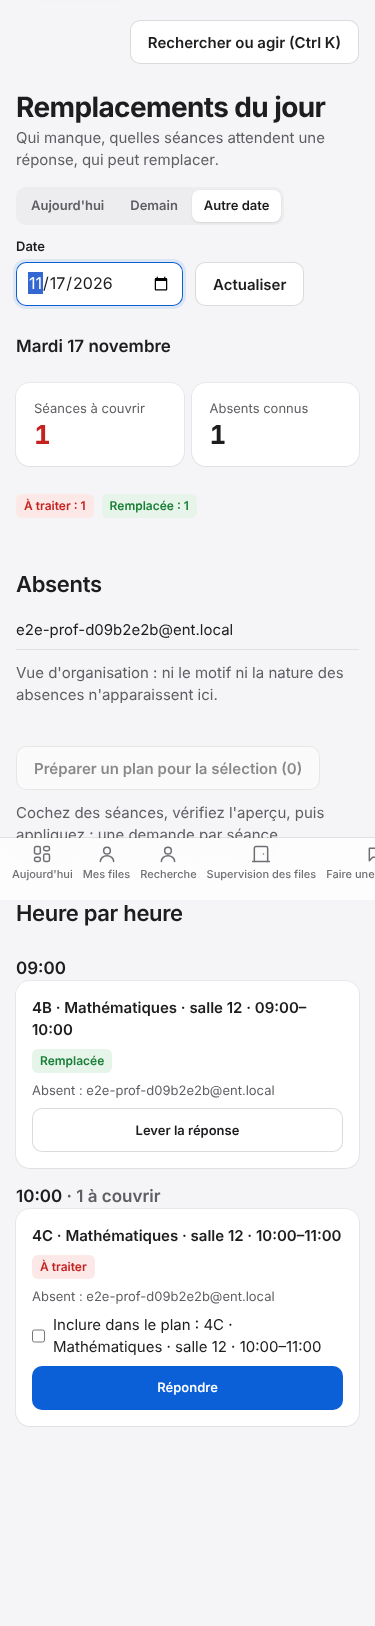 Rechercher ou agir (Ctrl K)
Remplacements du jour
Qui manque, quelles séances attendent une
réponse, qui peut remplacer.
Aujourd'hui Demain Autre date
Date
11/17/2026 Actualiser
Mardi 17 novembre
Séances à couvrir Absents connus
1 1
À traiter : 1 Remplacée : 1
Absents
e2e-prof-d09b2e2b@ent.local
Vue d'organisation : ni le motif ni la nature des
absences n'apparaissent ici.
Préparer un plan pour la sélection (0)
Cochez des séances, vérifiez l'aperçu, puis
appliquez : une demande par séance
Aujourd'hui Mes files Recherche Supervision des files Faire une
Heure par heure
09:00
4B · Mathématiques · salle 12 · 09:00–
10:00
Remplacée
Absent : e2e-prof-d09b2e2b@ent.local
Lever la réponse
10:00 · 1 à couvrir
4C · Mathématiques · salle 12 · 10:00–11:00
À traiter
Absent : e2e-prof-d09b2e2b@ent.local
Inclure dans le plan : 4C ·
Mathématiques · salle 12 · 10:00–11:00
Répondre